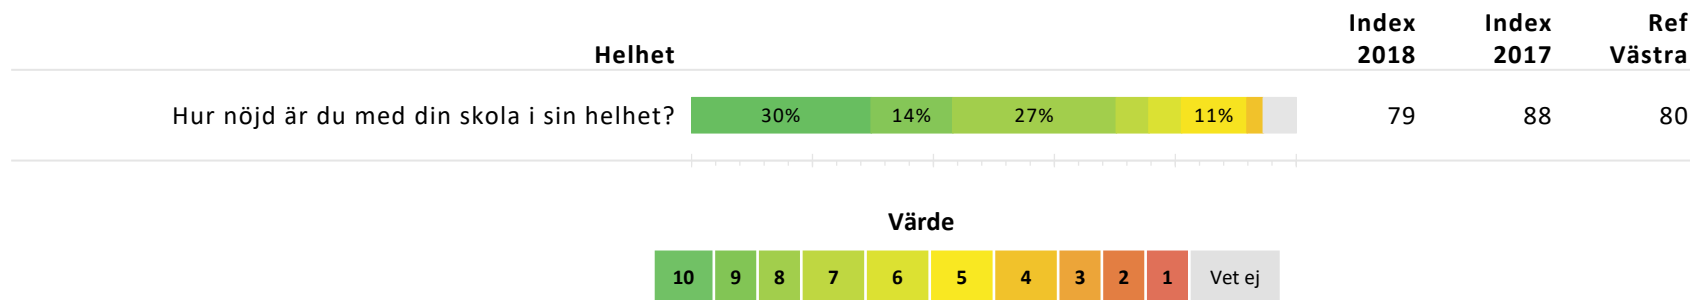 Helhet
Index 2018
Index 2017
Ref Västra
Hur nöjd är du med din skola i sin helhet? 30% 14% 27% 11% 79 88 80
Värde
10 9 8 7 6 5 4 3 2 1 Vet ej